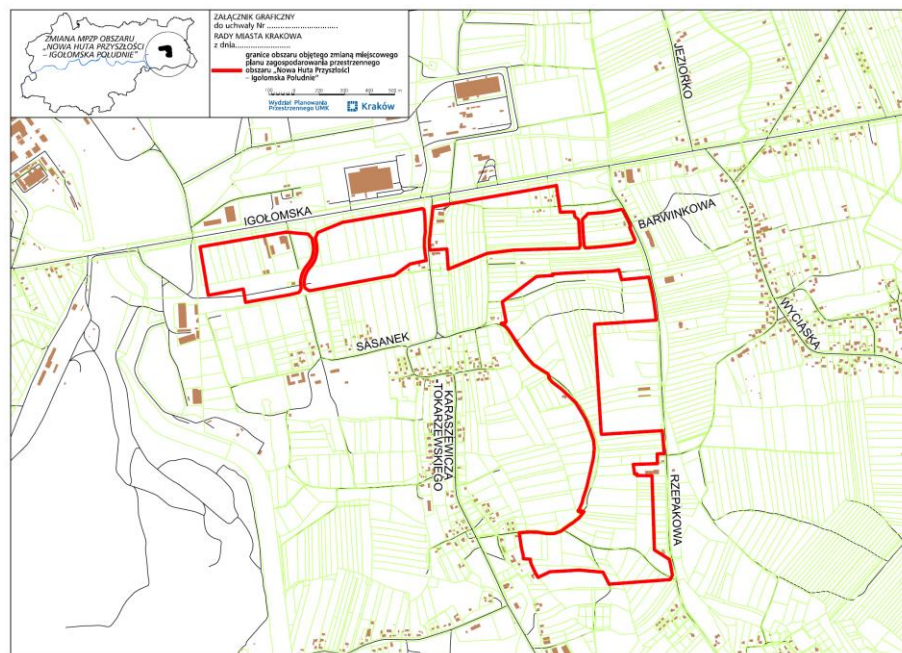 ZMIANA MPZP OBSZARU
„NOWA HUTA PRZYSZŁOŚCI
– IGOŁOMSKA POŁUDNIE”
ZAŁĄCZNIK GRAFICZNY
do uchwały Nr ..................................
RADY MIASTA KRAKOWA
z dnia.........................
granice obszaru objętego zmianą miejscowego
planu zagospodarowania przestrzennego
obszaru „Nowa Huta Przyszłości
– Igołomska Południe”
Wydział Planowania
Przestrzennego UMK
Kraków
JEZIORKO
IGOŁOMSKA
BARWINKOWA
WYCIĄSKA
SASANEK
KARASZEWICZA
TOKARZEWSKIEGO
RZEPAKOWA